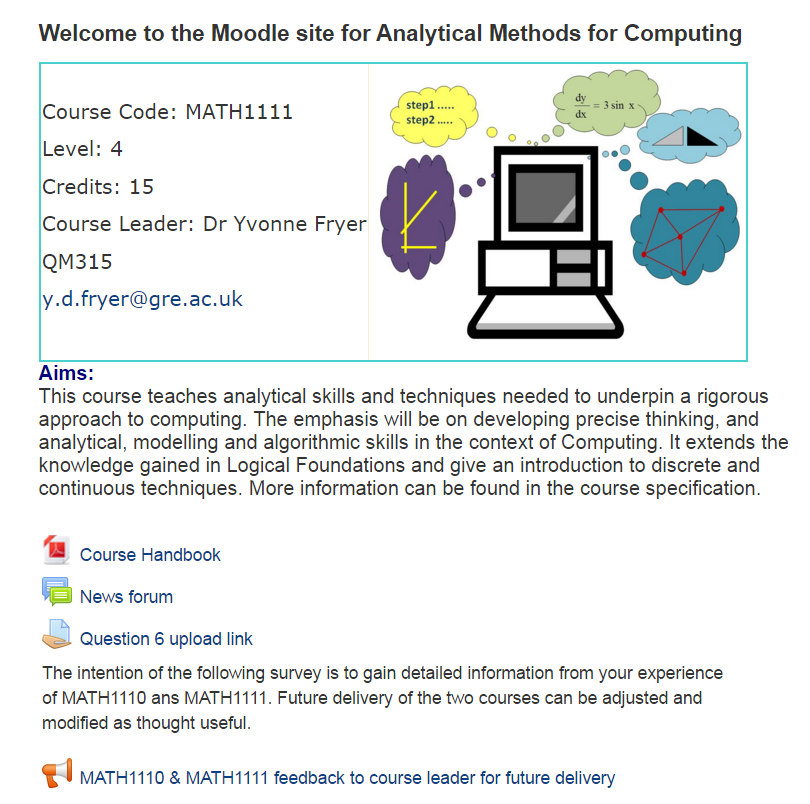 Welcome to the Moodle site for Analytical Methods for Computing
Course Code: MATH1111
Level: 4
Credits: 15
Course Leader: Dr Yvonne Fryer
QM315
y.d.fryer@gre.ac.uk
step1 .....
step2 .....
dy
dx
= 3 sin x
Aims:
This course teaches analytical skills and techniques needed to underpin a rigorous
approach to computing. The emphasis will be on developing precise thinking, and
analytical, modelling and algorithmic skills in the context of Computing. It extends the
knowledge gained in Logical Foundations and give an introduction to discrete and
continuous techniques. More information can be found in the course specification.
Course Handbook
News forum
Question 6 upload link
The intention of the following survey is to gain detailed information from your experience
of MATH1110 ans MATH1111. Future delivery of the two courses can be adjusted and
modified as thought useful.
MATH1110 & MATH1111 feedback to course leader for future delivery